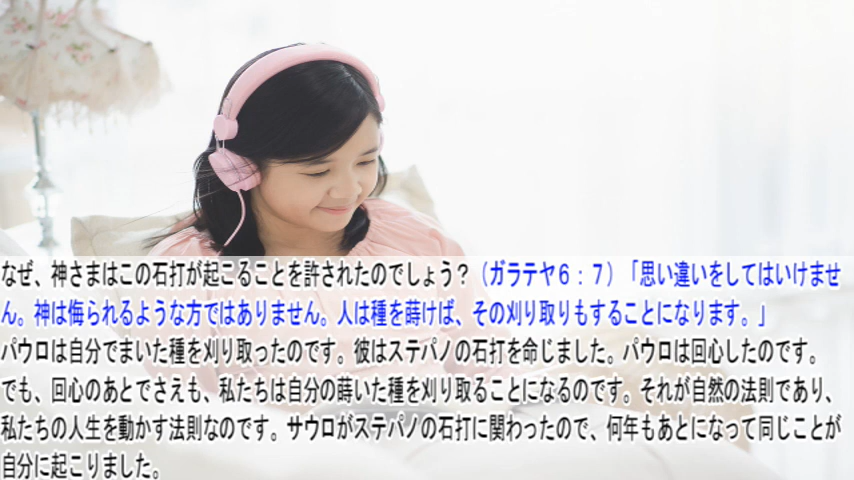 なぜ、神さまはこの石打が起こることを許されたのでしょう？（ガラテヤ６：７）「思い違いをしてはいけませ
ん。神は侮られるような方ではありません。人は種を蒔けば、その刈り取りもすることになります。」
パウロは自分でまいた種を刈り取ったのです。彼はステパノの石打を命じました。パウロは回心したのです。
でも、回心のあとでさえも、私たちは自分の蒔いた種を刈り取ることになるのです。それが自然の法則であり、
私たちの人生を動かす法則なのです。サウロがステパノの石打に関わったので、何年もあとになって同じことが
自分に起こりました。